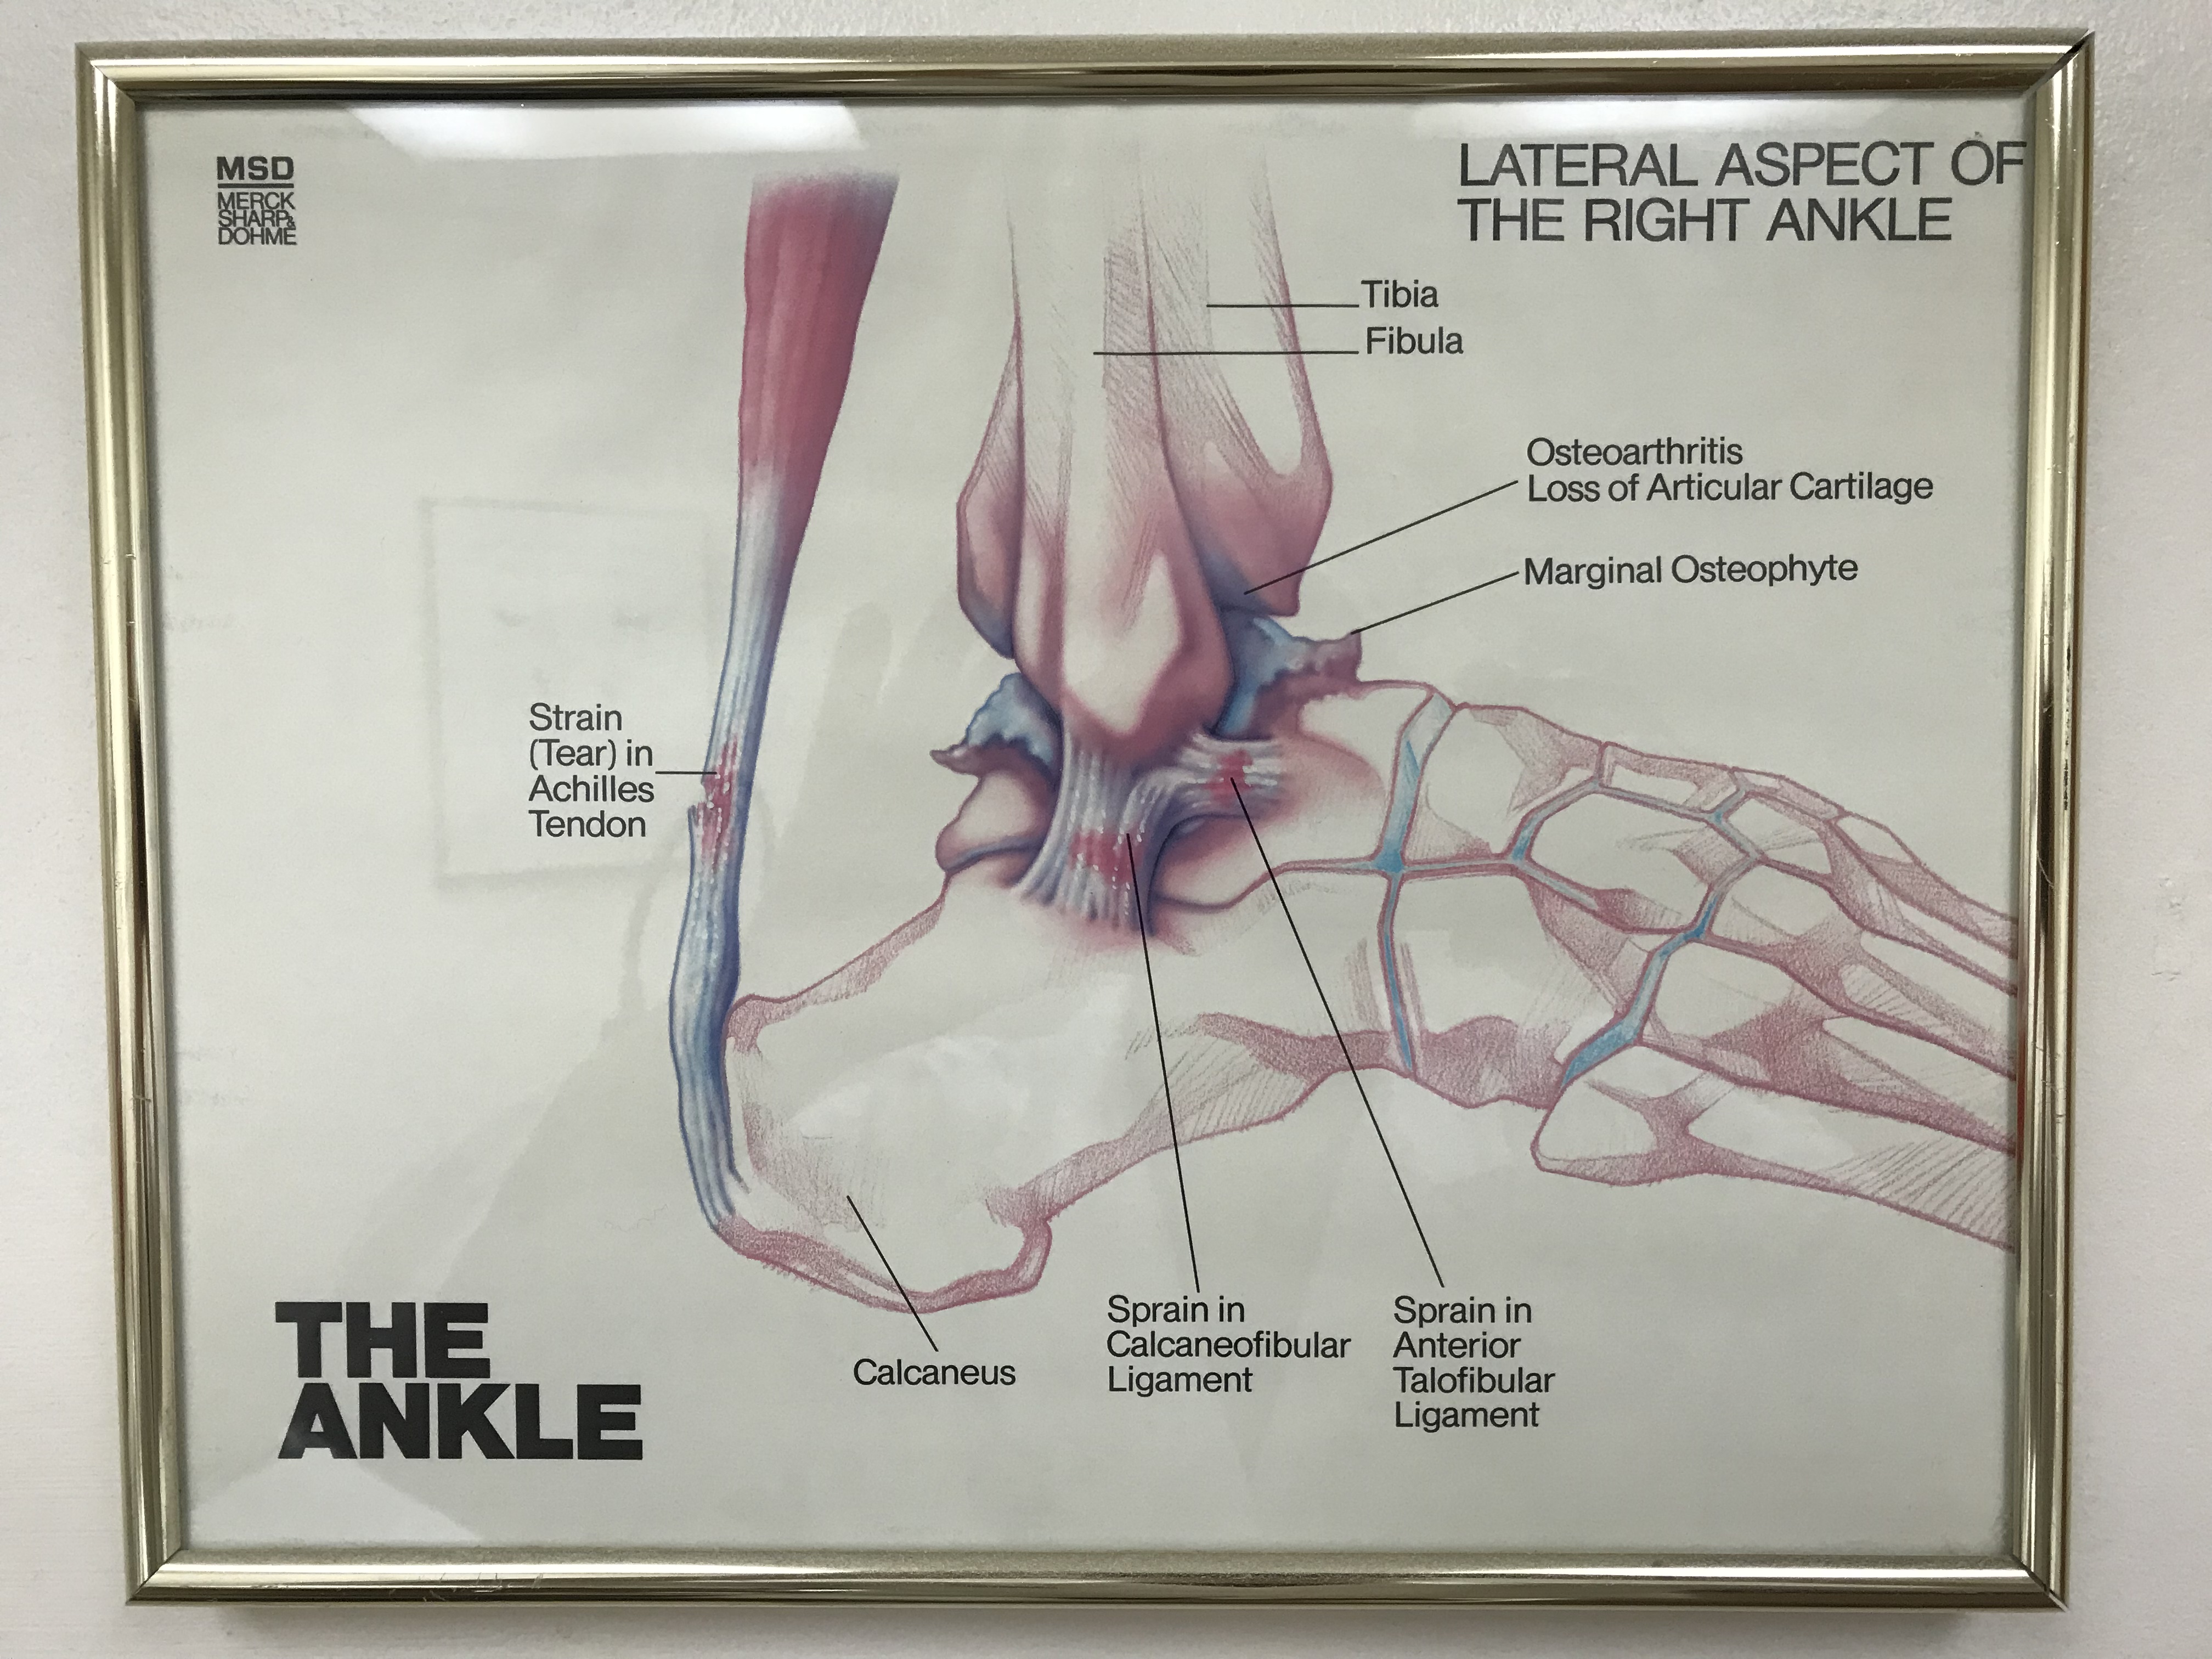 MSD
MERCK
SHARP&
DOHME
LATERAL ASPECT OF
THE RIGHT ANKLE
Tibia
Fibula
Osteoarthritis
Loss of Articular Cartilage
Marginal Osteophyte
Strain
(Tear) in
Achilles
Tendon
THE
ANKLE
Calcaneus
Sprain in
Calcaneofibular
Ligament
Sprain in
Anterior
Talofibular
Ligament